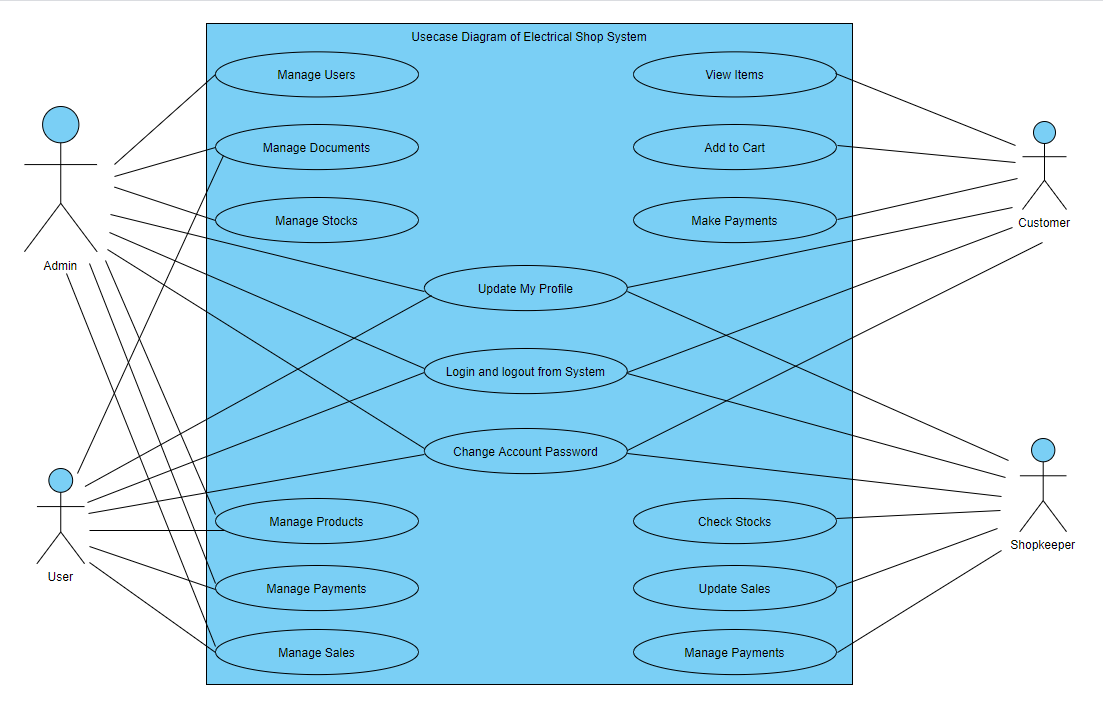 Usecase Diagram of Electrical Shop System
Manage Users
View Items
Manage Documents
Add to Cart
Manage Stocks
Make Payments
Customer
Admin
Update My Profile
Login and logout from System
Change Account Password
Manage Products
Check Stocks
Shopkeeper
User
Manage Payments
Update Sales
Manage Sales
Manage Payments